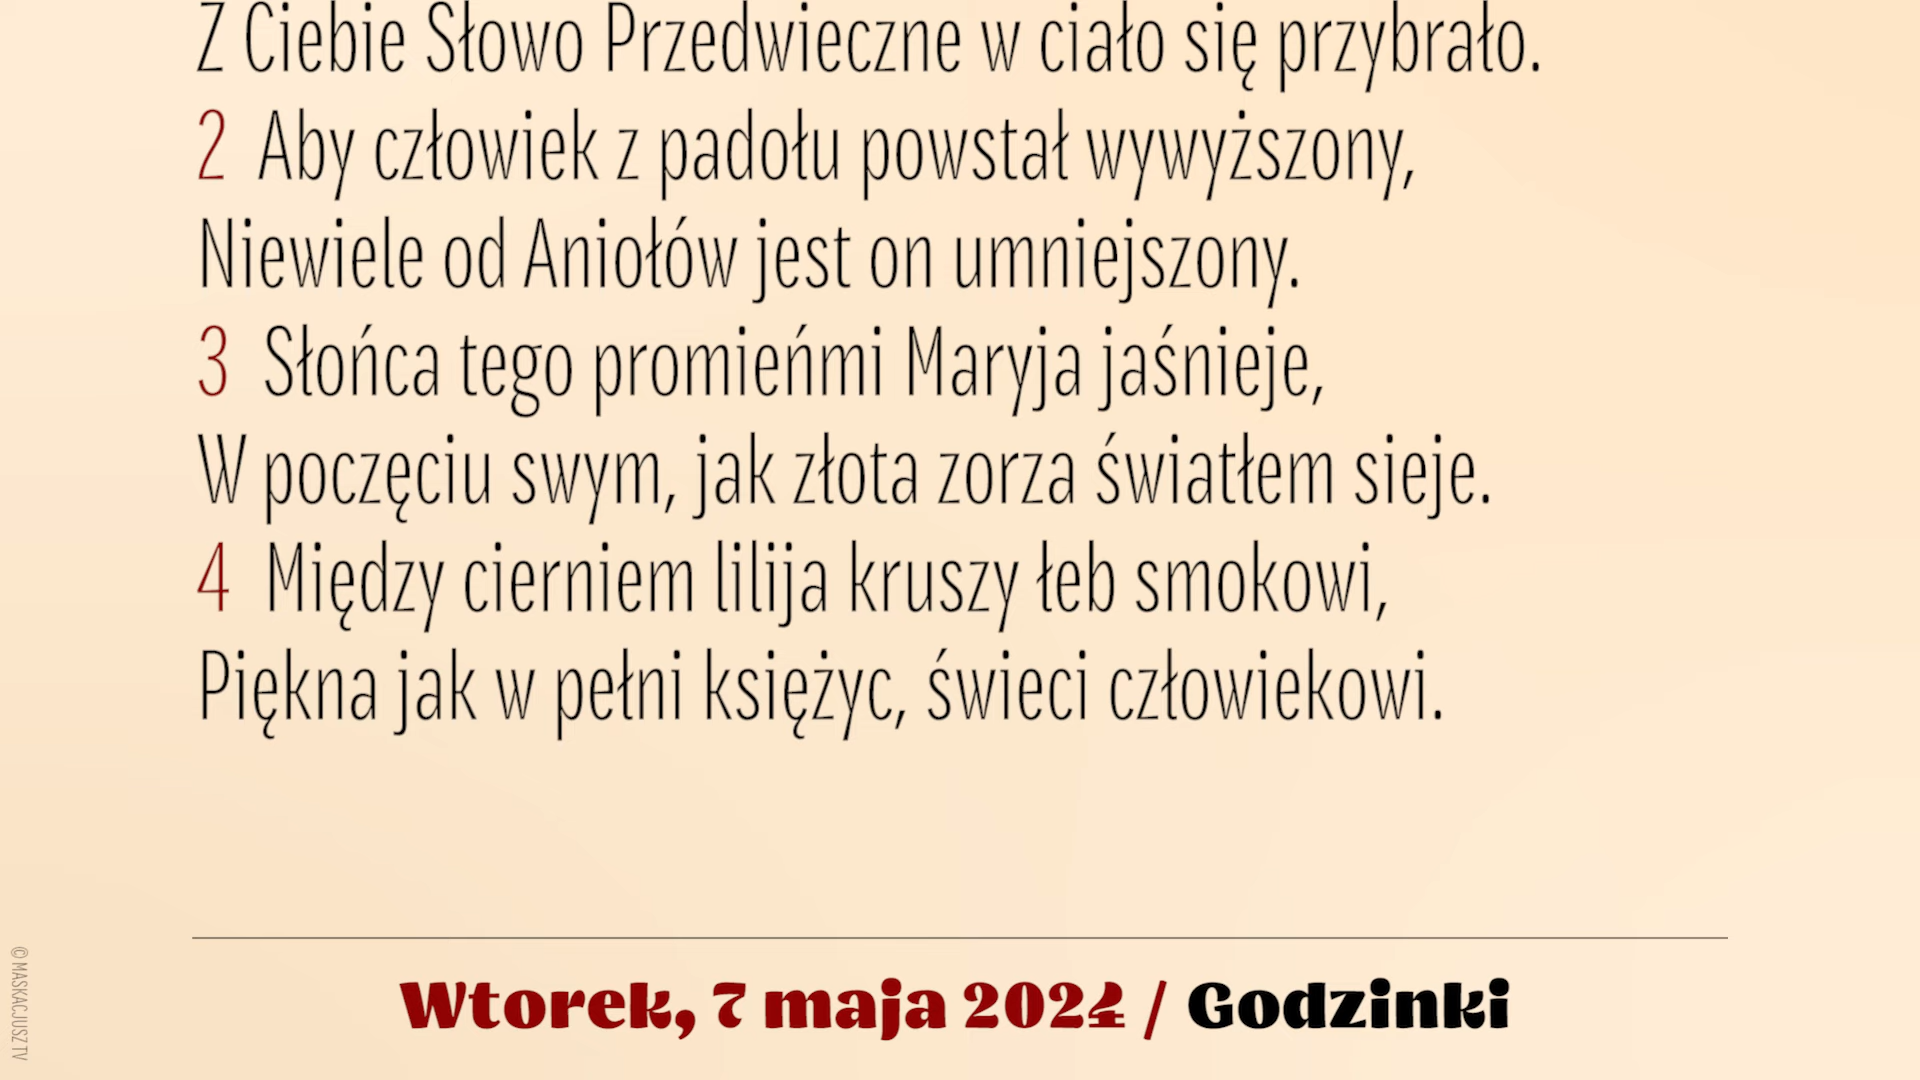 Z Ciebie Słowo Przedwieczne w ciało się przybrało.
2 Aby człowiek z padołu powstał wywyższony,
Niewiele od Aniołów jest on umniejszony.
3 Słońca tego promieńmi Maryja jaśnieje,
W poczęciu swym, jak złota zorza światłem sieje.
4 Między cierniem lilija kruszy łeb smokowi,
Piękna jak w pełni księżyc, świeci człowiekowi.
Wtorek, 7 maja 2024 / Godzinki
© MASKACJUSZ TV